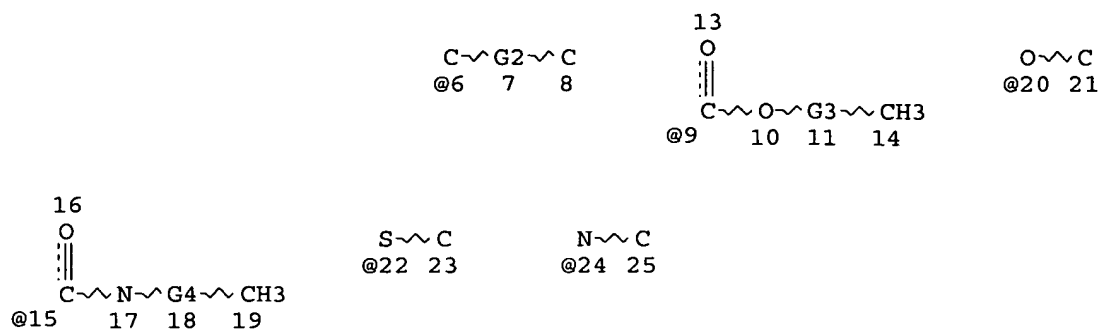 13
O
C G2 C
O C
@6 7 8
@20 21
C O G3 CH3
@9 10 11 14
16
O
S C
N C
@22 23
@24 25
C N G4 CH3
@15 17 18 19